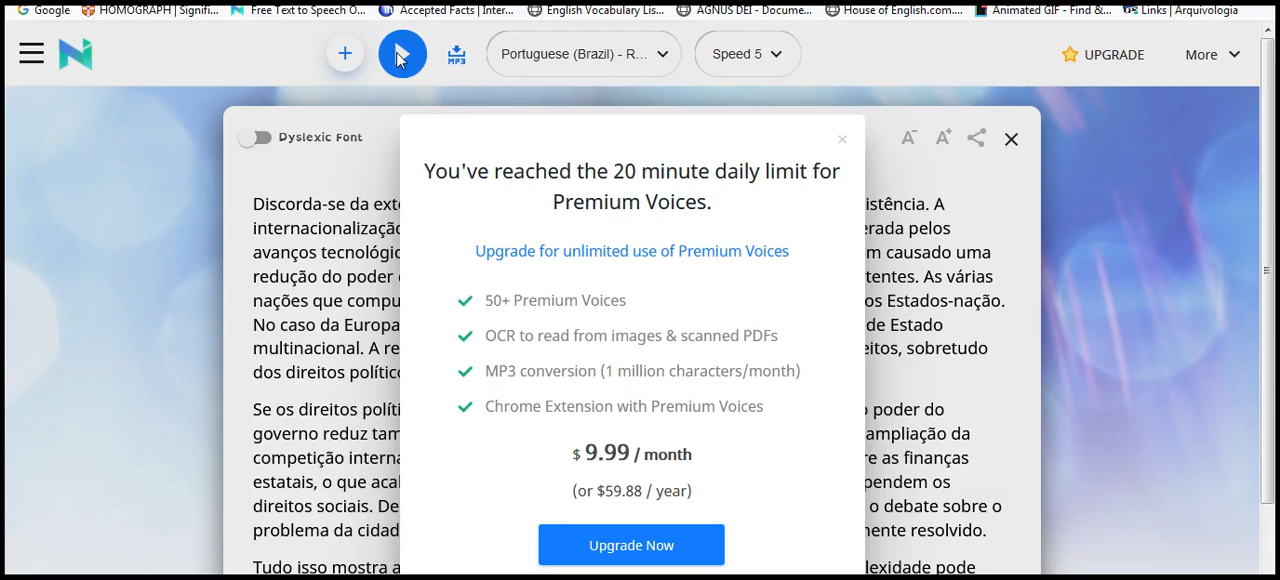 Google HOMOGRAPH | Signifi... Free Text to Speech O... Accepted Facts | Inter... English Vocabulary Lis... AGNUS DEI - Docume... House of English.com.... Animated GIF - Find &... Links | Arquivologia
+ MP3 Portuguese (Brazil) - R... Speed 5 UPGRADE More
Dyslexic Font × A- A+ ×
You've reached the 20 minute daily limit for
Premium Voices.
Upgrade for unlimited use of Premium Voices
50+ Premium Voices
OCR to read from images & scanned PDFs
MP3 conversion (1 million characters/month)
Chrome Extension with Premium Voices
$ 9.99 / month
(or $59.88 / year)
Upgrade Now
Discorda-se da ext istência. A
internacionalizaçã erada pelos
avanços tecnológic m causado uma
redução do poder tentes. As várias
nações que compu os Estados-nação.
No caso da Europa de Estado
multinacional. A re eitos, sobretudo
dos direitos polític
Se os direitos polít poder do
governo reduz tam ampliação da
competição interna re as finanças
estatais, o que aca pendem os
direitos sociais. De o debate sobre o
problema da cidad mente resolvido.
Tudo isso mostra a lexidade pode